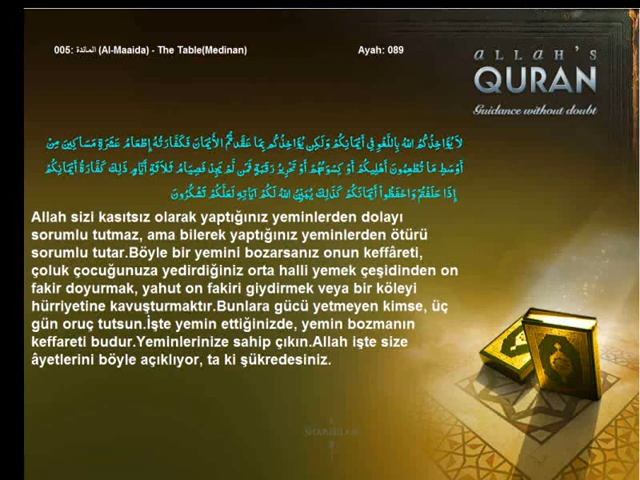 005: المائدة (Al-Maaida) - The Table(Medinan)
Ayah: 089
ALLAH'S
QURAN
Guidance without doubt
لاَ يُؤَاخِذُكُمُ اللهُ بِاللَّغْوِ فِي أَيْمَانِكُمْ وَلَكِن يُؤَاخِذُكُم بِمَا عَقَّدتُّمُ الأَيْمَانَ فَكَفَّارَتُهُ إِطْعَامُ عَشَرَةِ مَسَاكِينَ مِنْ
أَوْسَطِ مَا تُطْعِمُونَ أَهْلِيكُمْ أَوْ كِسْوَتُهُمْ أَوْ تَحْرِيرُ رَقَبَةٍ فَمَن لَّمْ يَجِدْ فَصِيَامُ ثَلاَثَةِ أَيَّامٍ ذَلِكَ كَفَّارَةُ أَيْمَانِكُمْ
إِذَا حَلَفْتُمْ وَاحْفَظُواْ أَيْمَانَكُمْ كَذَلِكَ يُبَيِّنُ اللهُ لَكُمْ آيَاتِهِ لَعَلَّكُمْ تَشْكُرُونَ
Allah sizi kasıtsız olarak yaptığınız yeminlerden dolayı
sorumlu tutmaz, ama bilerek yaptığınız yeminlerden ötürü
sorumlu tutar.Böyle bir yemini bozarsanız onun keffâreti,
çoluk çocuğunuza yedirdiğiniz orta halli yemek çeşidinden on
fakir doyurmak, yahut on fakiri giydirmek veya bir köleyi
hürriyetine kavuşturmaktır.Bunlara gücü yetmeyen kimse, üç
gün oruç tutsun.İşte yemin ettiğinizde, yemin bozmanın
keffareti budur.Yeminlerinize sahip çıkın.Allah işte size
âyetlerini böyle açıklıyor, ta ki şükredesiniz.